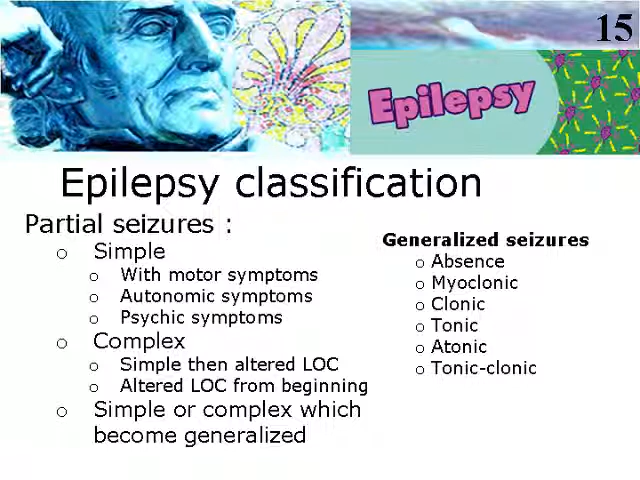 15
Epilepsy
Epilepsy classification
Partial seizures :
o Simple
o With motor symptoms
o Autonomic symptoms
o Psychic symptoms
o Complex
o Simple then altered LOC
o Altered LOC from beginning
o Simple or complex which
become generalized
Generalized seizures
o Absence
o Myoclonic
o Clonic
o Tonic
o Atonic
o Tonic-clonic